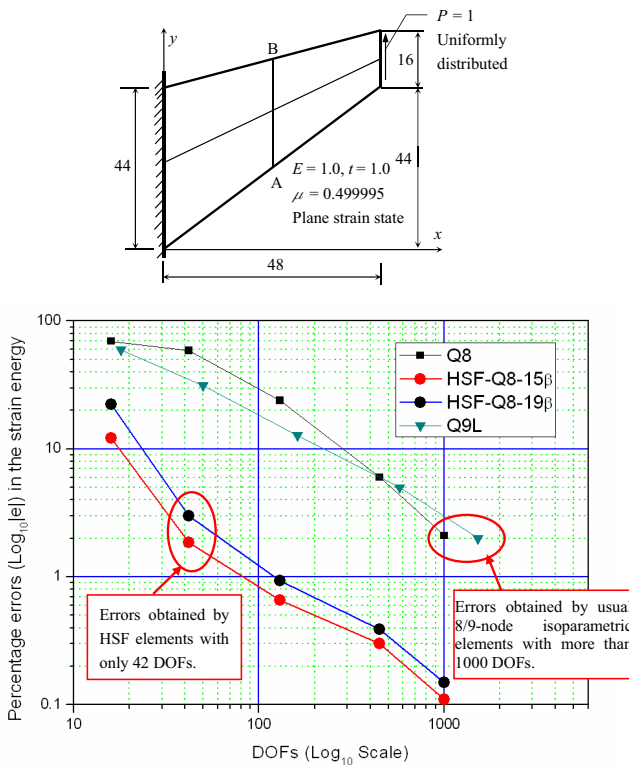 y
B
P = 1
Uniformly
distributed
16
44
44
A
E = 1.0, t = 1.0
μ = 0.499995
Plane strain state
x
48
Percentage errors (Log10|e|) in the strain energy
100
10
1
0.1
Q8
HSF-Q8-15β
HSF-Q8-19β
Q9L
Errors obtained by
HSF elements with
only 42 DOFs.
Errors obtained by usual
8/9-node isoparametric
elements with more than
1000 DOFs.
10
100
1000
DOFs (Log10 Scale)